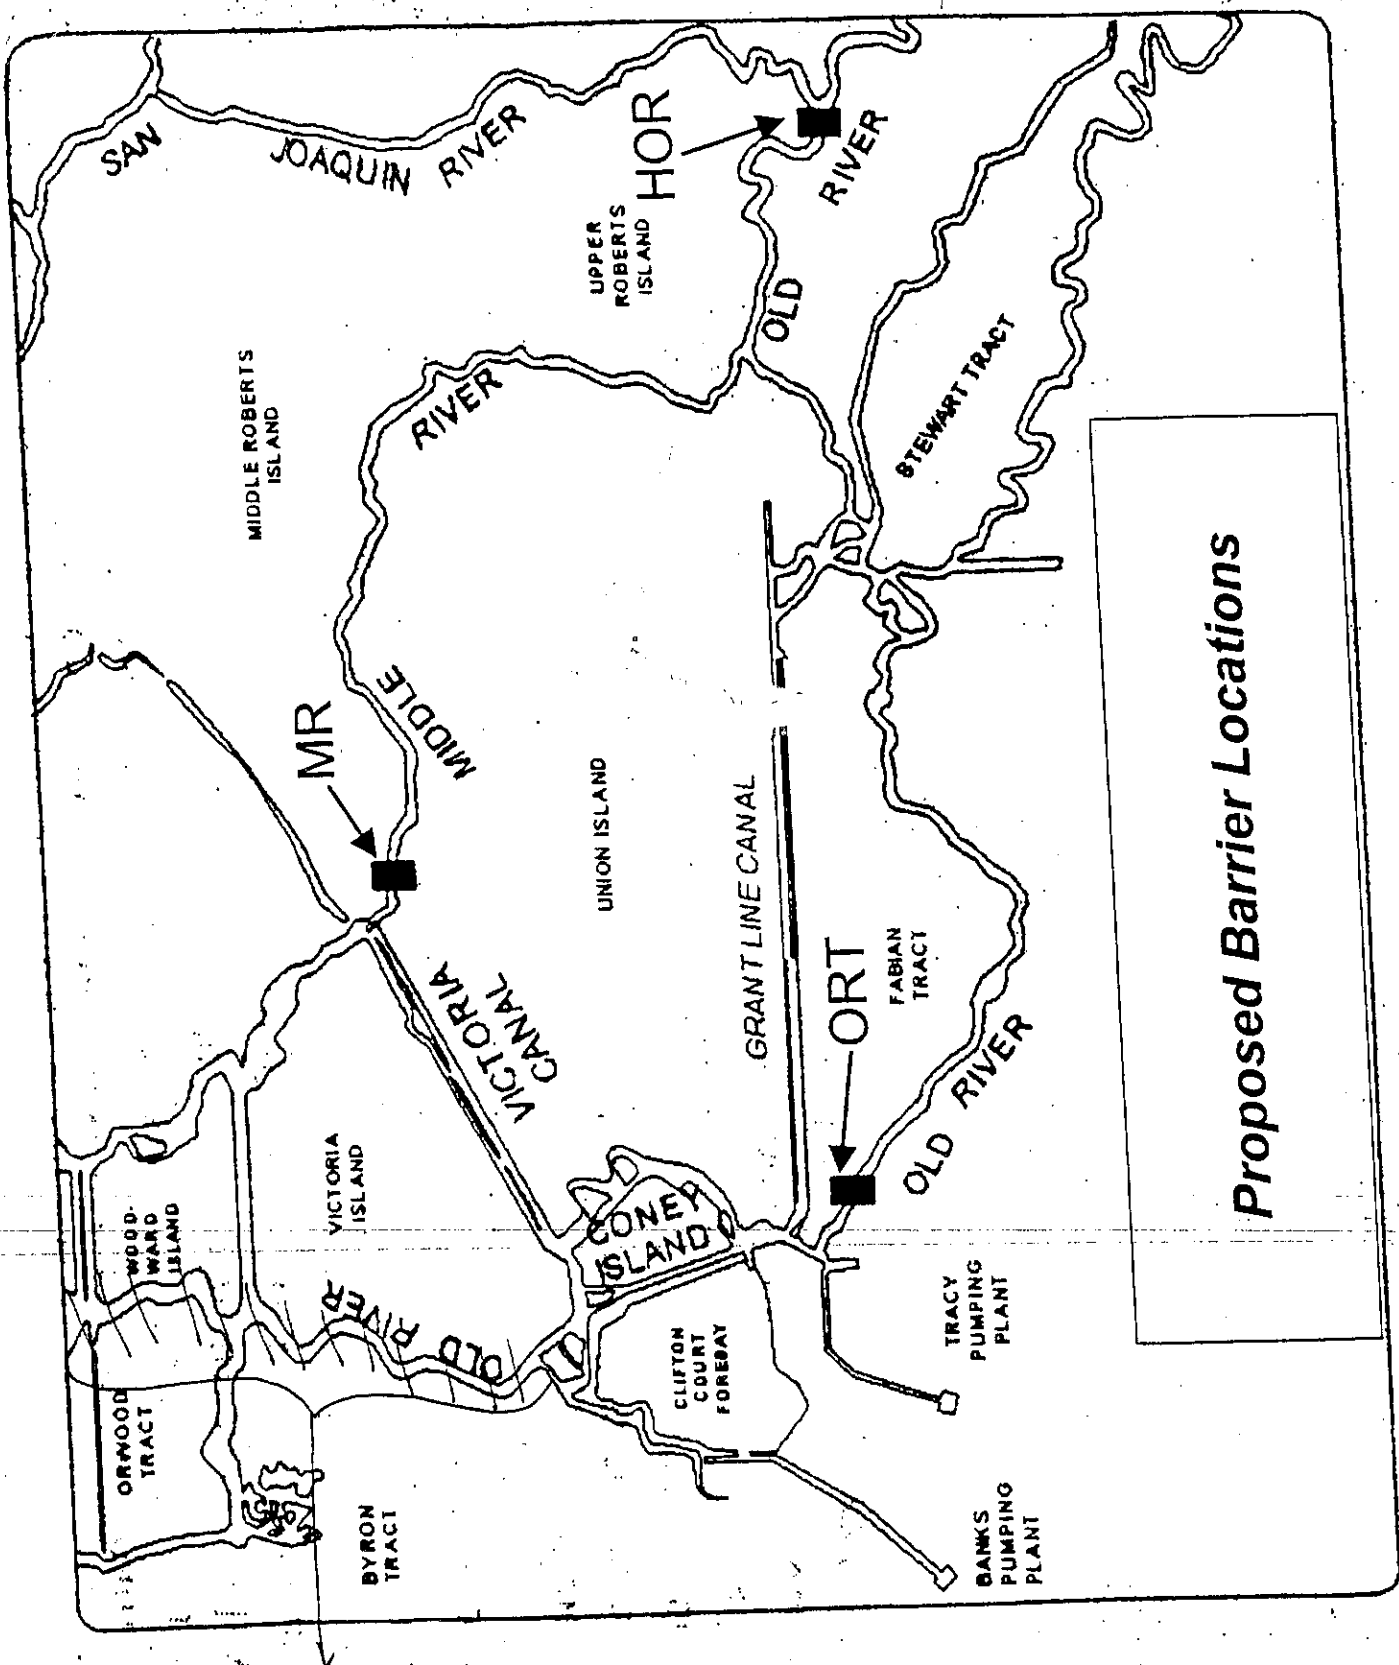 ORWOOD
TRACT
WOOD-
WARD
ISLAND
SAN JOAQUIN RIVER
MIDDLE ROBERTS
ISLAND
VICTORIA
ISLAND
MR
BYRON
TRACT
OLD RIVER
MIDDLE RIVER
VICTORIA
CANAL
UPPER
ROBERTS
ISLAND
HOR
UNION ISLAND
CONEY
ISLAND
CLIFTON
COURT
FOREBAY
GRANT LINE CANAL
OLD RIVER
ORT
FABIAN
TRACT
STEWART TRACT
OLD RIVER
TRACY
PUMPING
PLANT
BANKS
PUMPING
PLANT
Proposed Barrier Locations